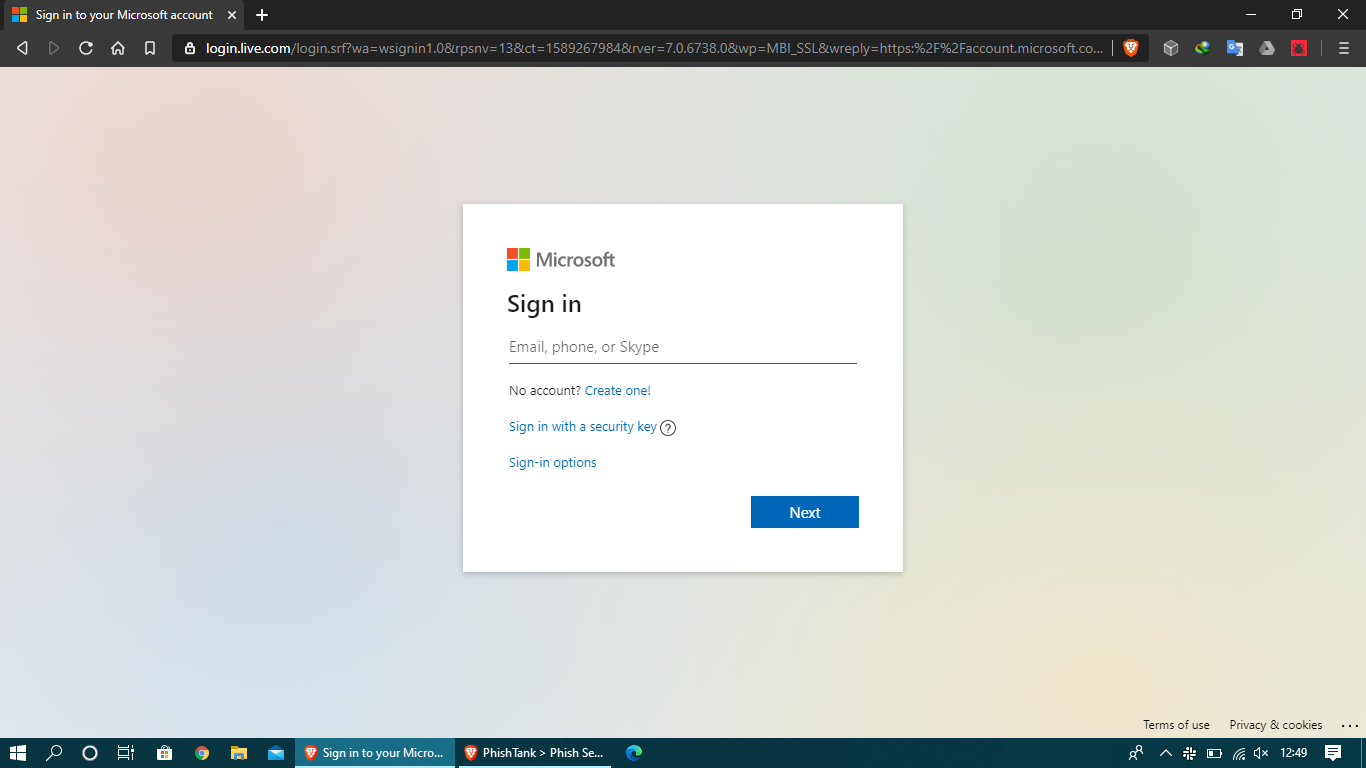 Sign in to your Microsoft account
login.live.com/login.srf?wa=wsignin1.0&rpsnv=13&ct=1589267984&rver=7.0.6738.0&wp=MBI_SSL&wreply=https:%2F%2Faccount.microsoft.co...
Microsoft
Sign in
Email, phone, or Skype
No account? Create one!
Sign in with a security key ?
Sign-in options
Next
Terms of use Privacy & cookies ...
Sign in to your Micro... PhishTank > Phish Se... 12:49